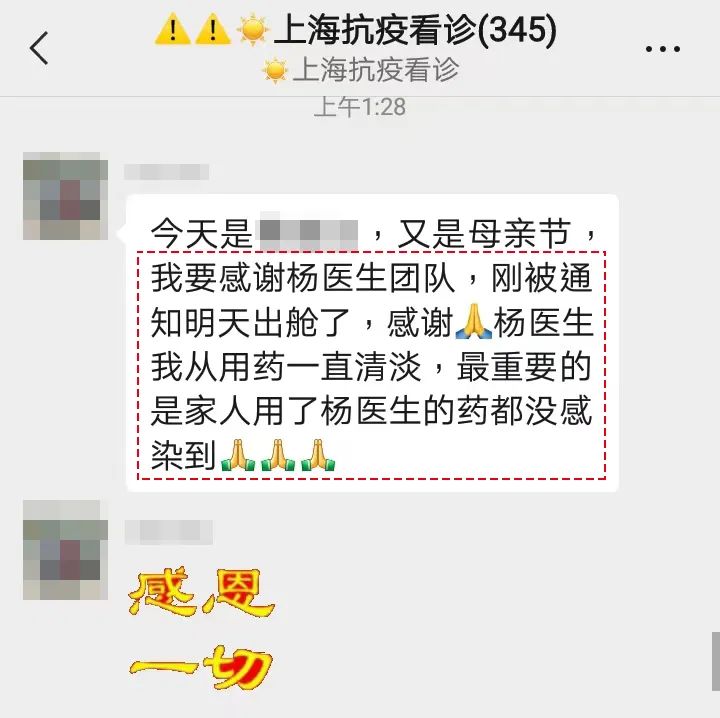 ⚠️⚠️☀️上海抗疫看诊(345)
☀️上海抗疫看诊
上午1:28
今天是 ，又是母亲节，
我要感谢杨医生团队，刚被通
知明天出舱了，感谢🙏杨医生
我从用药一直清淡，最重要的
是家人用了杨医生的药都没感
染到🙏🙏🙏
感恩
一切